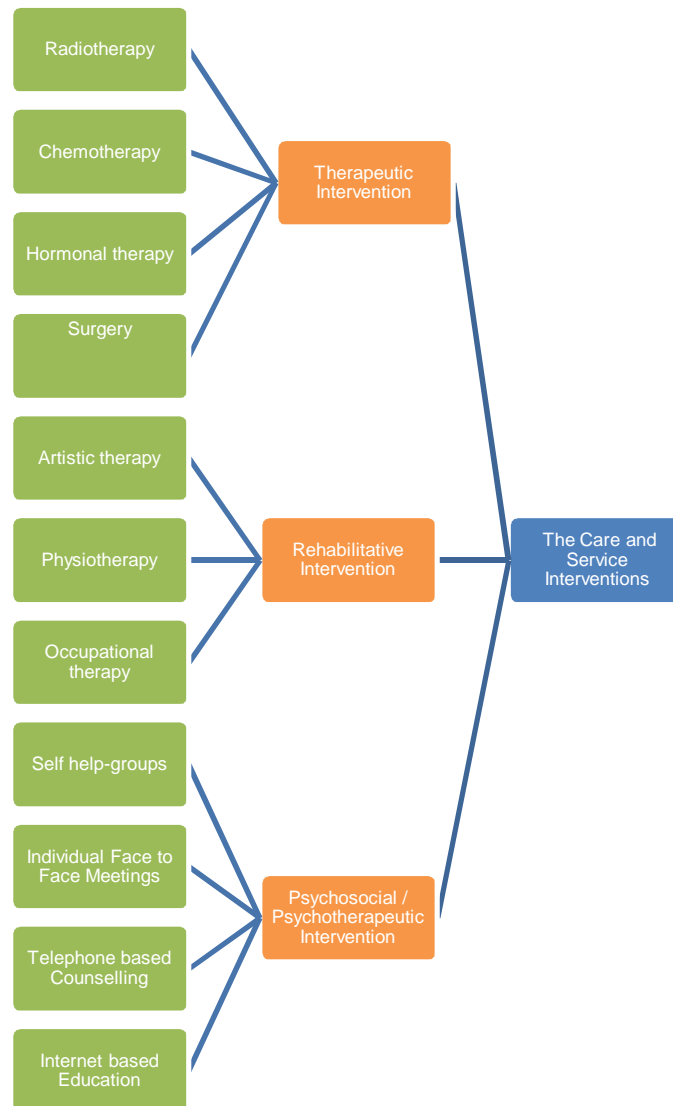 Radiotherapy
Chemotherapy
Hormonal therapy
Surgery
Therapeutic
Intervention
Artistic therapy
Physiotherapy
Occupational
therapy
Rehabilitative
Intervention
The Care and
Service
Interventions
Self help-groups
Individual Face to
Face Meetings
Telephone based
Counselling
Internet based
Education
Psychosocial /
Psychotherapeutic
Intervention